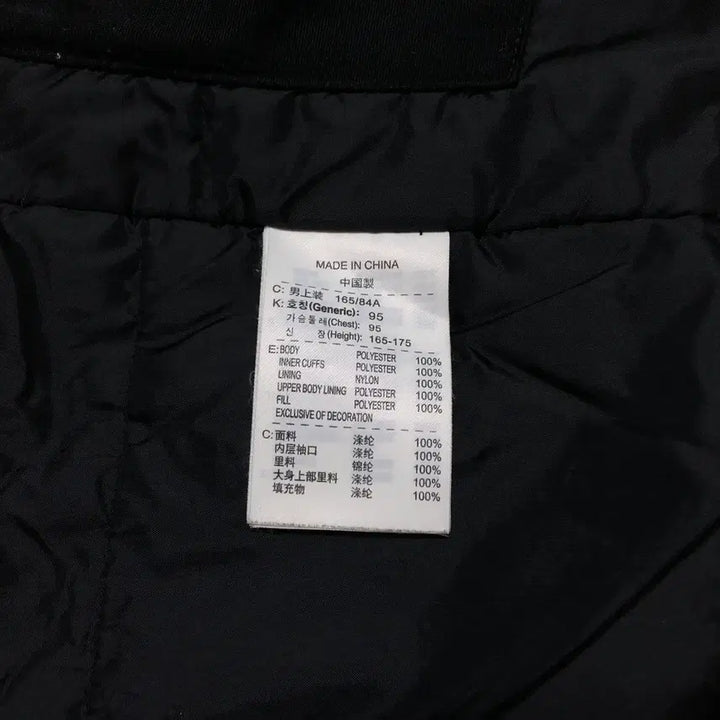 MADE IN CHINA
中国製
C: 男上装 165/84A
K: 호칭(Generic): 95
가슴둘레(Chest): 95
신 장(Height): 165-175
E: BODY POLYESTER 100%
INNER CUFFS POLYESTER 100%
LINING NYLON 100%
UPPER BODY LINING POLYESTER 100%
FILL POLYESTER 100%
EXCLUSIVE OF DECORATION
C: 面料 涤纶 100%
内层袖口 涤纶 100%
里料 锦纶 100%
大身上部里料 涤纶 100%
填充物 涤纶 100%